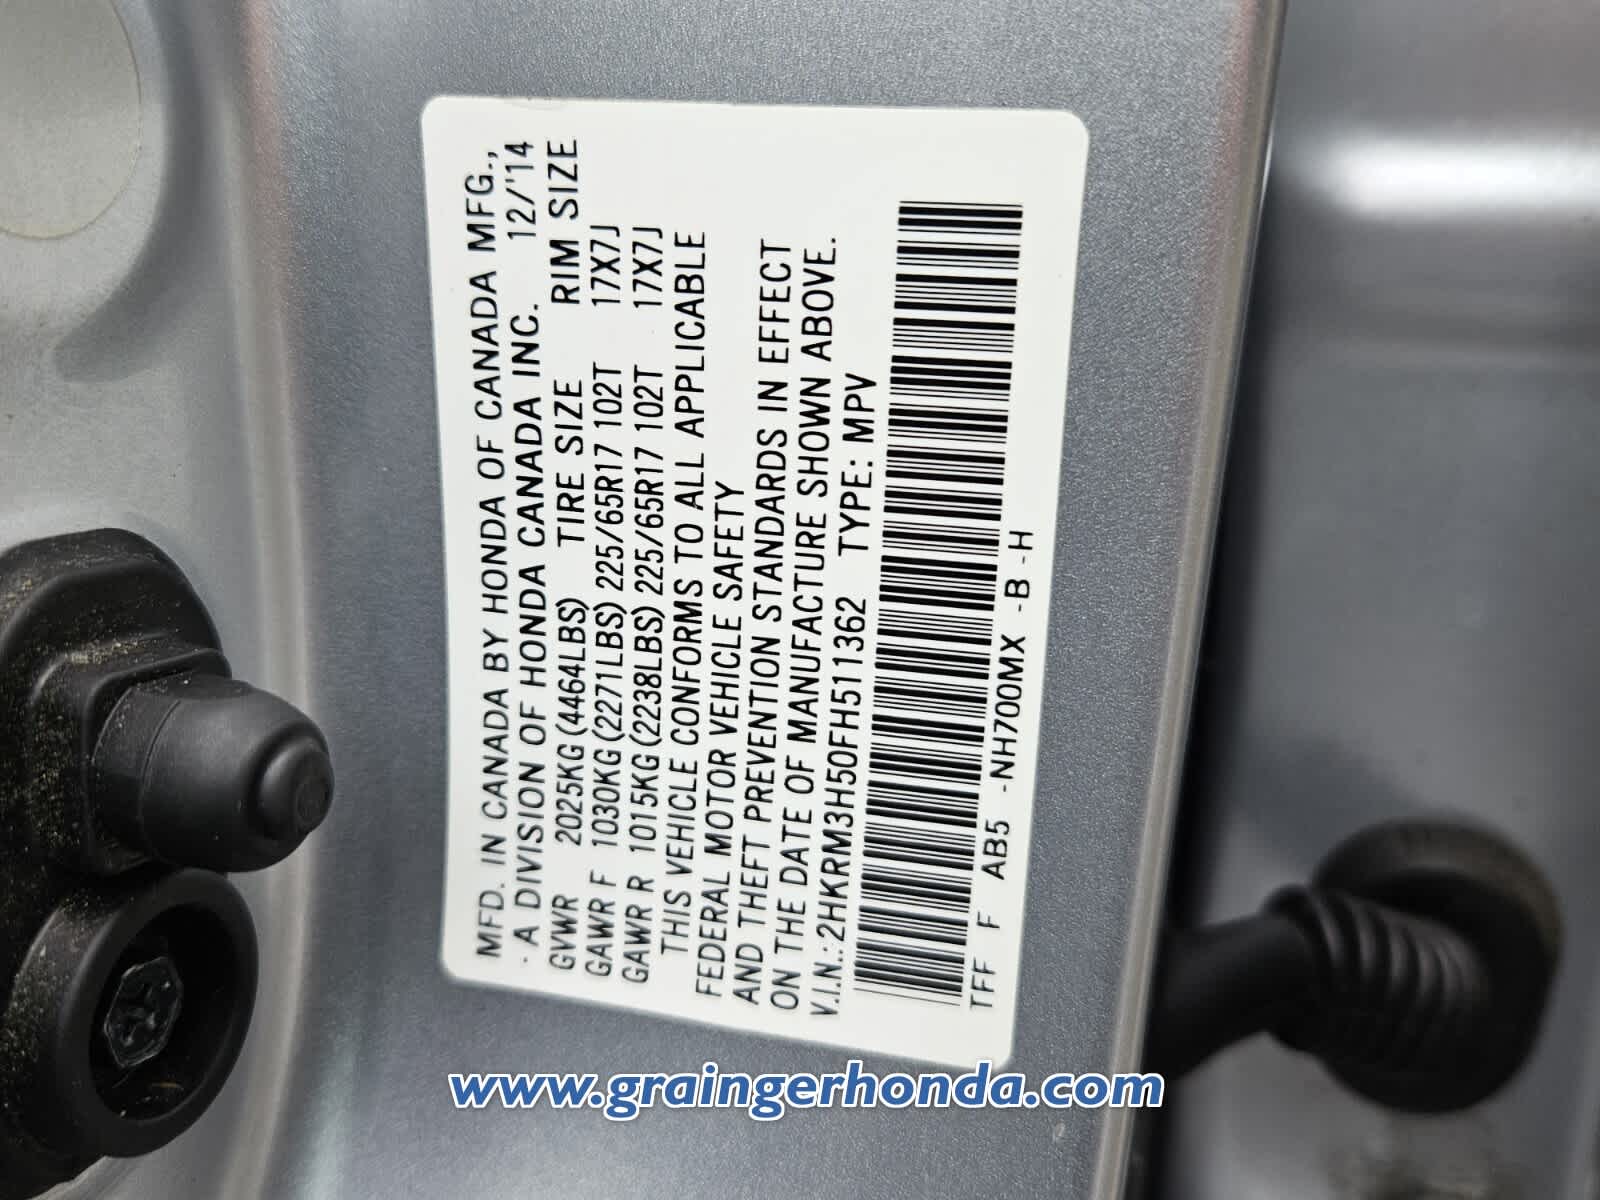 MFD. IN CANADA BY HONDA OF CANADA MFG.,
· A DIVISION OF HONDA CANADA INC. 12/'14
GVWR 2025KG (4464LBS) TIRE SIZE RIM SIZE
GAWR F 1030KG (2271LBS) 225/65R17 102T 17X7J
GAWR R 1015KG (2238LBS) 225/65R17 102T 17X7J
THIS VEHICLE CONFORMS TO ALL APPLICABLE
FEDERAL MOTOR VEHICLE SAFETY
AND THEFT PREVENTION STANDARDS IN EFFECT
ON THE DATE OF MANUFACTURE SHOWN ABOVE.
V.I.N.: 2HKRM3H50FH511362 TYPE: MPV
TFF F AB5 -NH700MX -B -H
www.graingerhonda.com